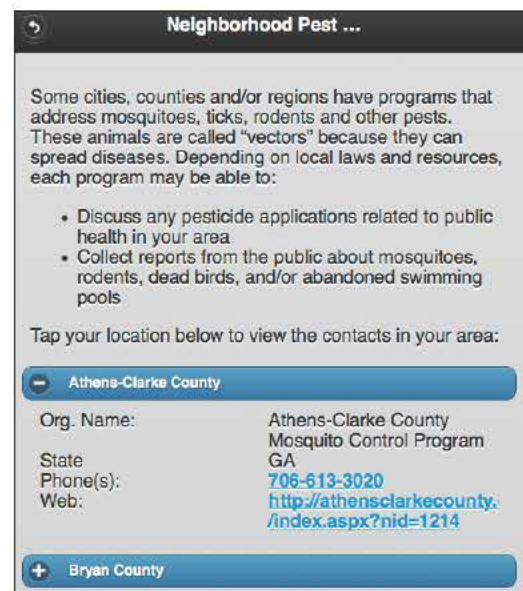 Neighborhood Pest ...
Some cities, counties and/or regions have programs that
address mosquitoes, ticks, rodents and other pests.
These animals are called “vectors” because they can
spread diseases. Depending on local laws and resources,
each program may be able to:
• Discuss any pesticide applications related to public
health in your area
• Collect reports from the public about mosquitoes,
rodents, dead birds, and/or abandoned swimming
pools
Tap your location below to view the contacts in your area:
Athens-Clarke County
Org. Name: Athens-Clarke County
Mosquito Control Program
State GA
Phone(s): 706-613-3020
Web: http://athensclarkecounty.
/index.aspx?nid=1214
Bryan County